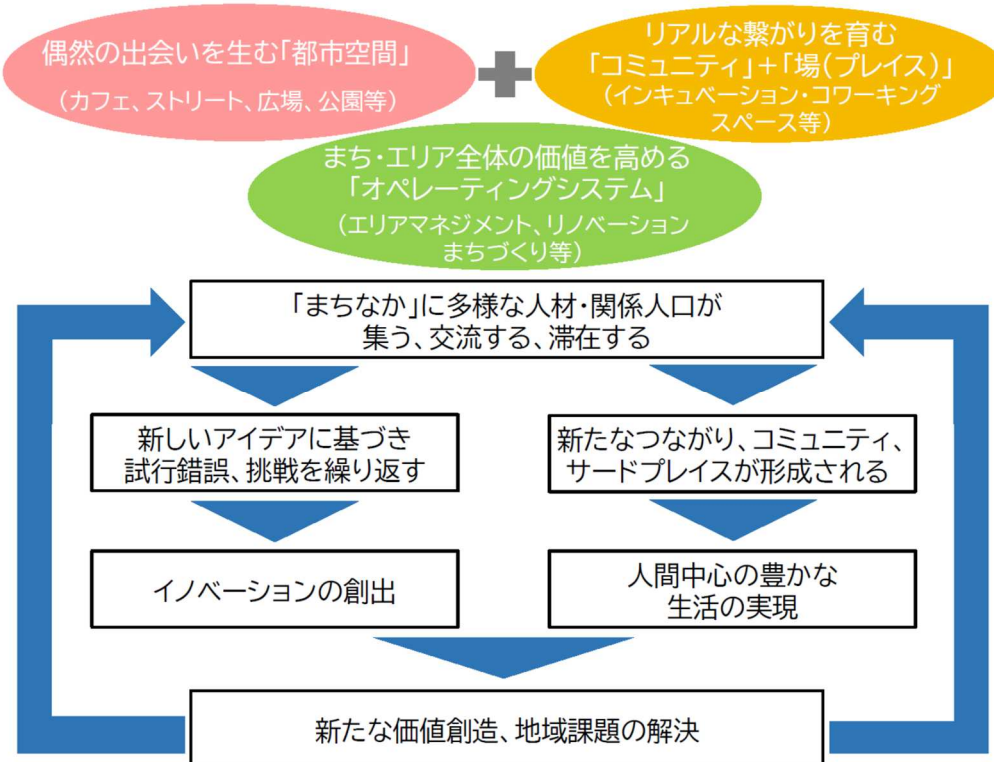 偶然の出会いを生む「都市空間」
（カフェ、ストリート、広場、公園等）
リアルな繋がりを育む
「コミュニティ」＋「場（プレイス）」
（インキュベーション・コワーキング
スペース等）
まち・エリア全体の価値を高める
「オペレーティングシステム」
（エリアマネジメント、リノベーション
まちづくり等）
「まちなか」に多様な人材・関係人口が
集う、交流する、滞在する
新しいアイデアに基づき
試行錯誤、挑戦を繰り返す
新たなつながり、コミュニティ、
サードプレイスが形成される
イノベーションの創出
人間中心の豊かな
生活の実現
新たな価値創造、地域課題の解決